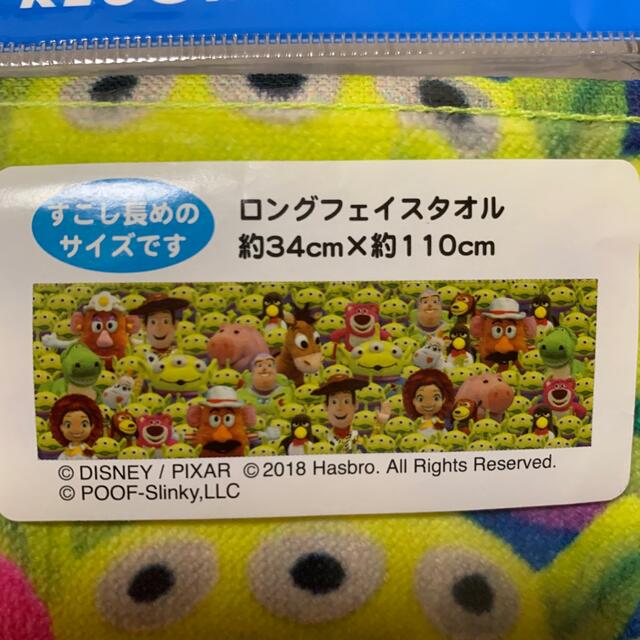 すこし長めの
サイズです
ロングフェイスタオル
約34cm×約110cm
© DISNEY / PIXAR © 2018 Hasbro. All Rights Reserved.
© POOF-Slinky,LLC